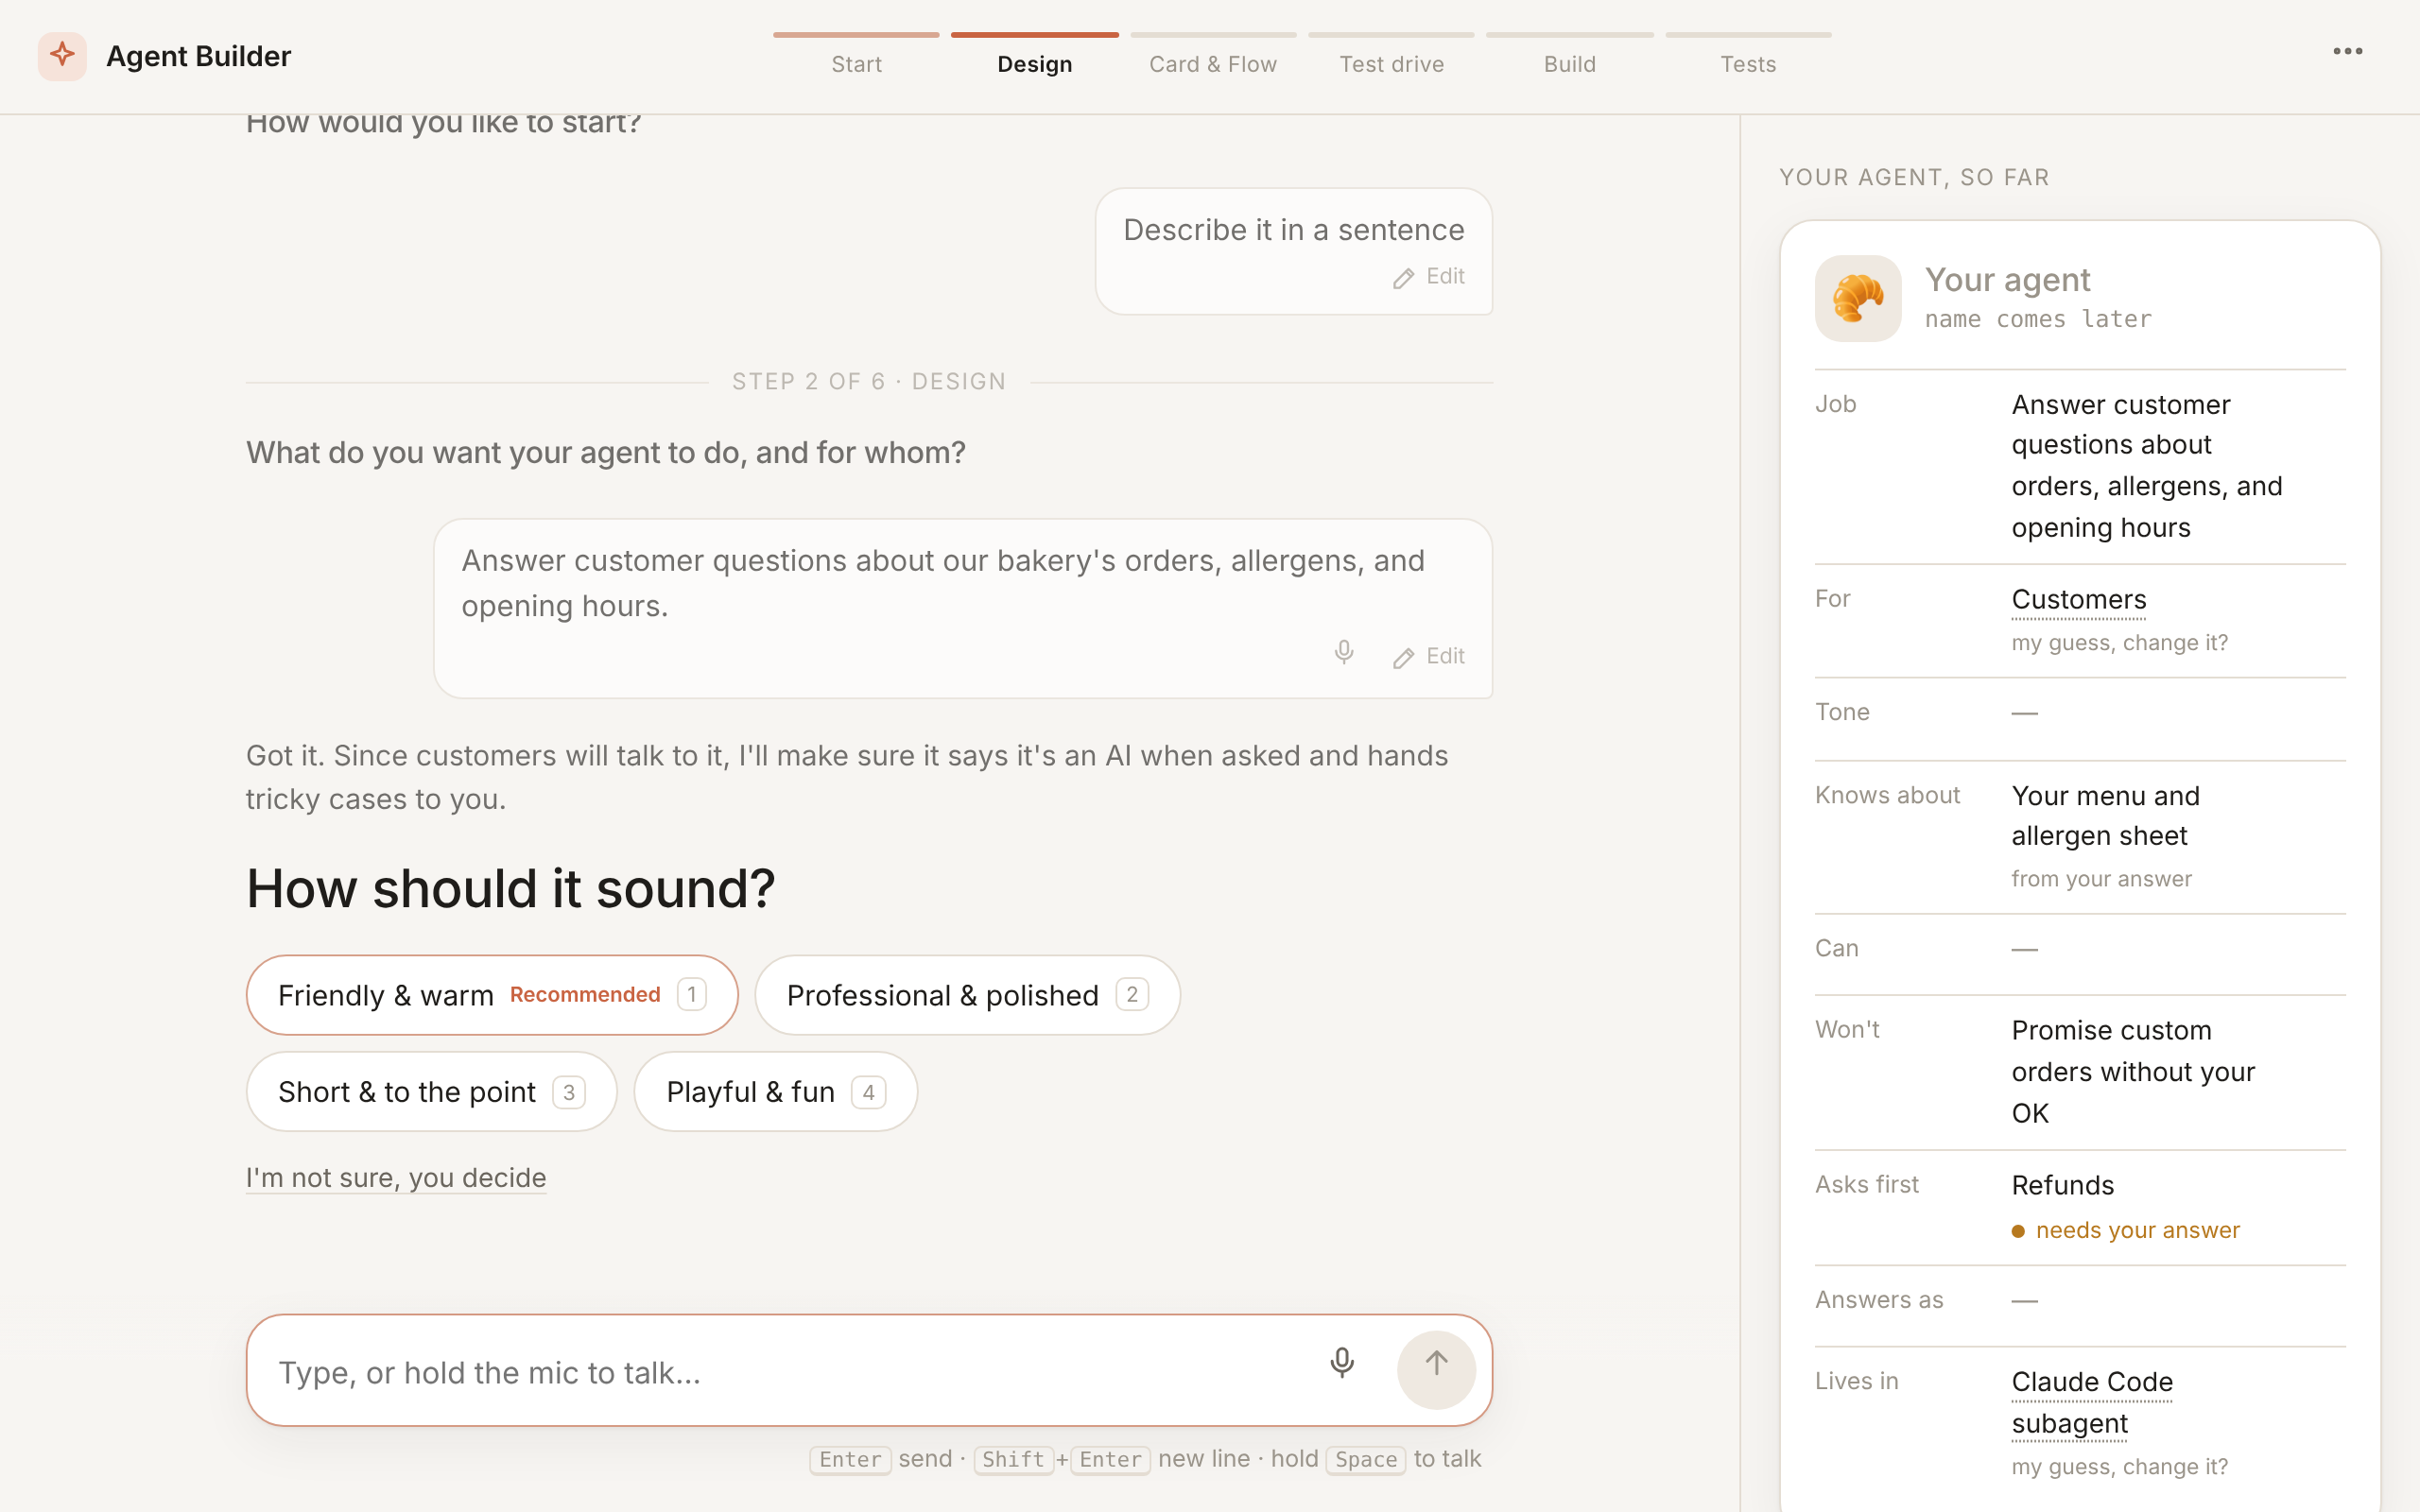 Agent Builder
Start
Design
Card & Flow
Test drive
Build
Tests
How would you like to start?
Describe it in a sentence
Edit
STEP 2 OF 6 · DESIGN
What do you want your agent to do, and for whom?
Answer customer questions about our bakery's orders, allergens, and
opening hours.
Edit
Got it. Since customers will talk to it, I'll make sure it says it's an AI when asked and hands
tricky cases to you.
How should it sound?
Friendly & warm Recommended 1
Professional & polished 2
Short & to the point 3
Playful & fun 4
I'm not sure, you decide
Type, or hold the mic to talk...
Enter send · Shift+Enter new line · hold Space to talk
YOUR AGENT, SO FAR
Your agent
name comes later
Job
Answer customer
questions about
orders, allergens, and
opening hours
For
Customers
my guess, change it?
Tone
—
Knows about
Your menu and
allergen sheet
from your answer
Can
—
Won't
Promise custom
orders without your
OK
Asks first
Refunds
needs your answer
Answers as
—
Lives in
Claude Code
subagent
my guess, change it?